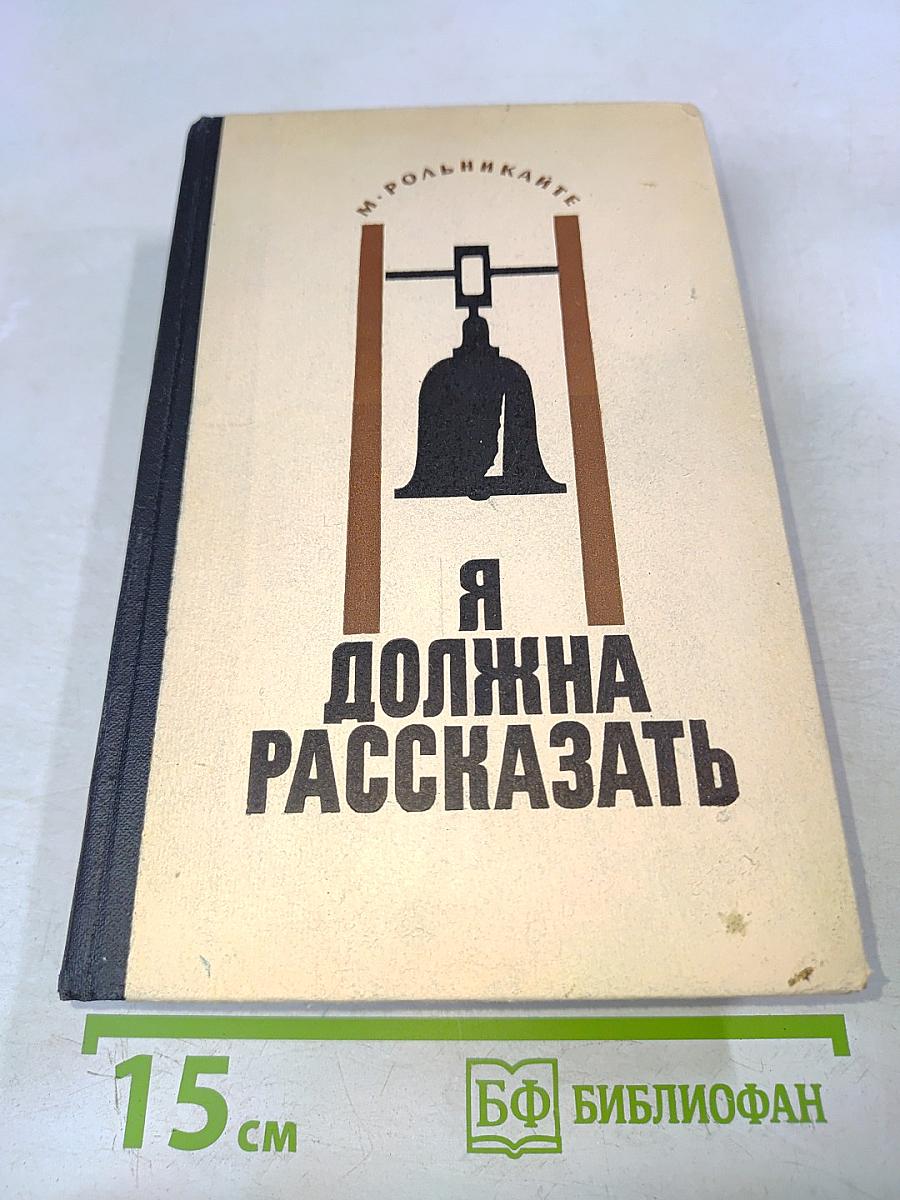 М. РОЛЬНИКАЙТЕ
Я
ДОЛЖНА
РАССКАЗАТЬ
15 см
БФ БИБЛИОФАН